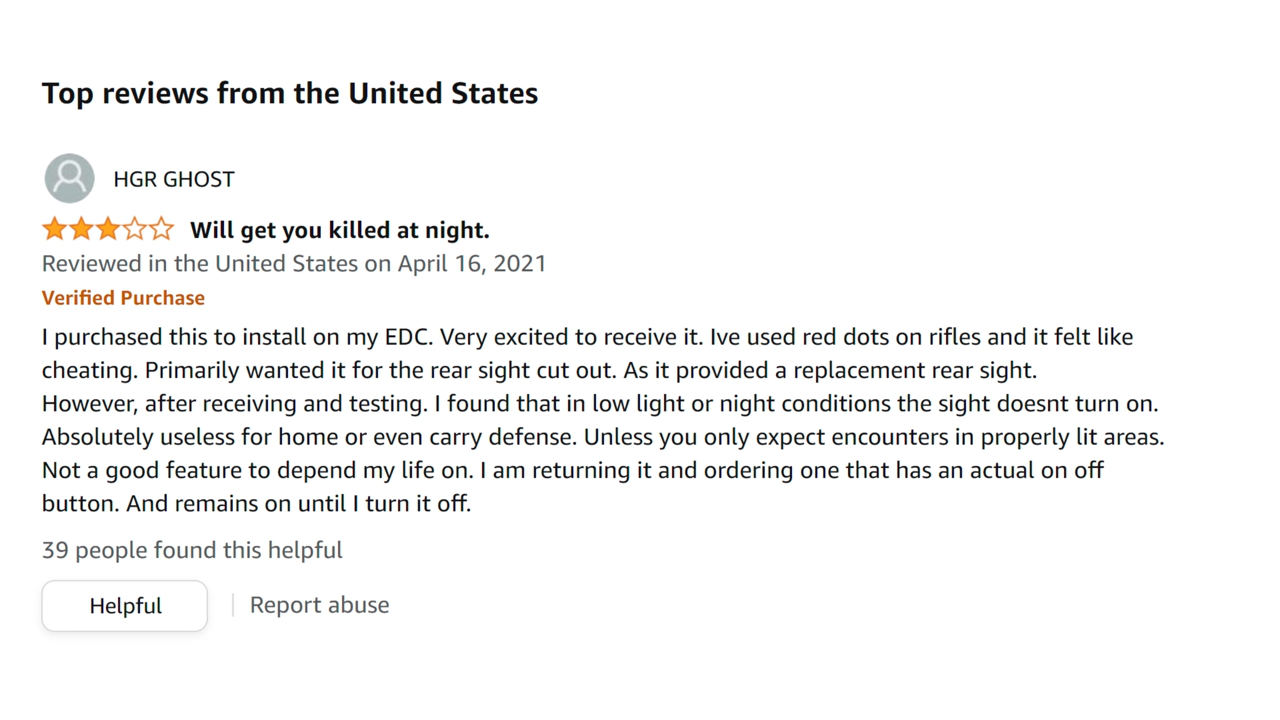 Top reviews from the United States
HGR GHOST
Will get you killed at night.
Reviewed in the United States on April 16, 2021
Verified Purchase
I purchased this to install on my EDC. Very excited to receive it. Ive used red dots on rifles and it felt like
cheating. Primarily wanted it for the rear sight cut out. As it provided a replacement rear sight.
However, after receiving and testing. I found that in low light or night conditions the sight doesnt turn on.
Absolutely useless for home or even carry defense. Unless you only expect encounters in properly lit areas.
Not a good feature to depend my life on. I am returning it and ordering one that has an actual on off
button. And remains on until I turn it off.
39 people found this helpful
Helpful
Report abuse